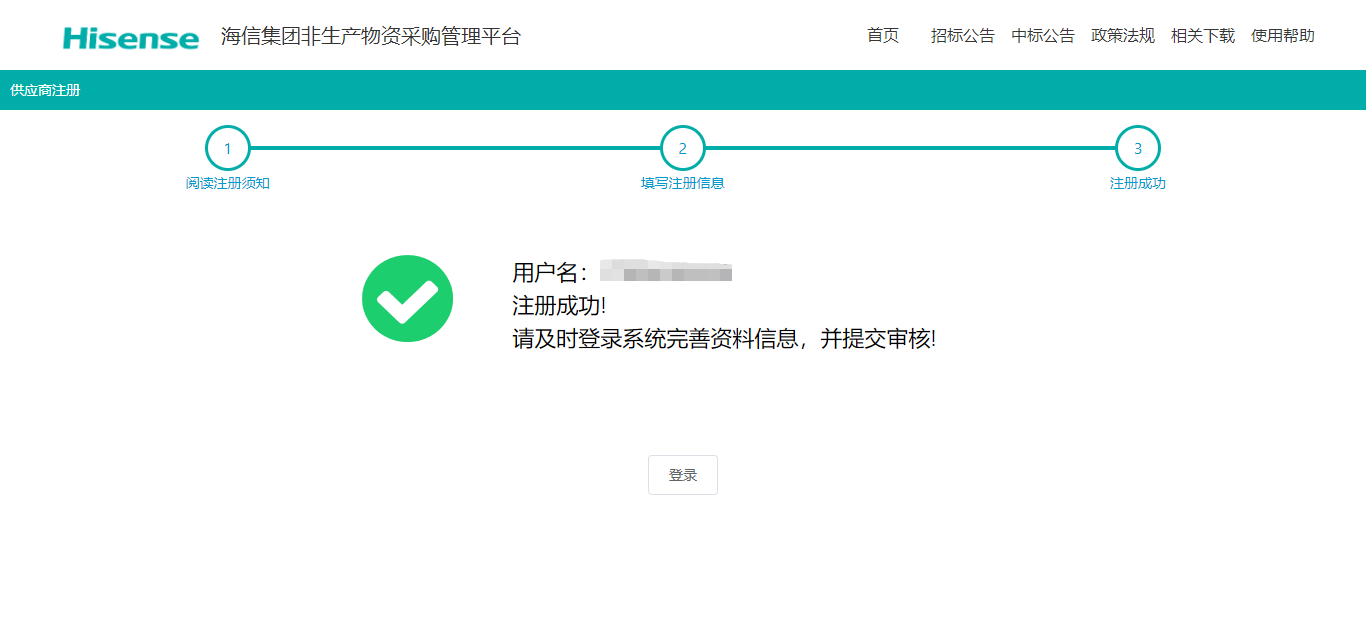 Hisense 海信集团非生产物资采购管理平台 首页 招标公告 中标公告 政策法规 相关下载 使用帮助
供应商注册
1 2 3
阅读注册须知 填写注册信息 注册成功
用户名：
注册成功!
请及时登录系统完善资料信息，并提交审核!
登录